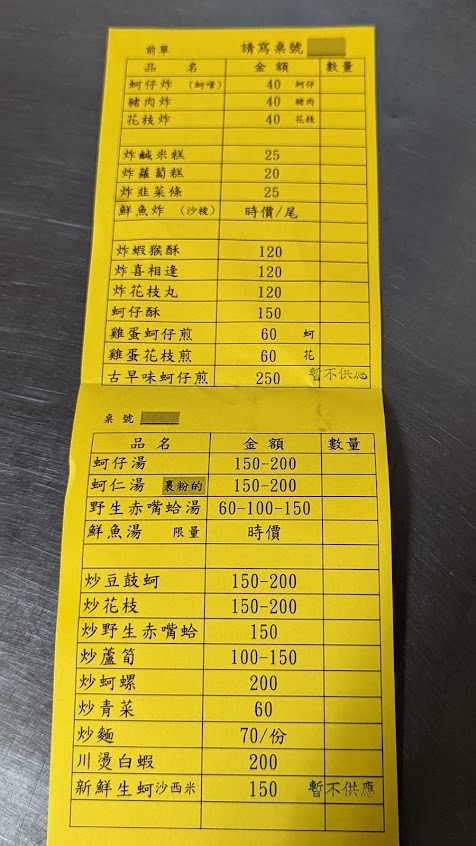 前單 請寫桌號
品 名 金額 數量
蚵仔炸 (蚵嗲) 40 蚵仔
豬肉炸 40 豬肉
花枝炸 40 花枝
炸鹹米糕 25
炸蘿蔔糕 20
炸韭菜條 25
鮮魚炸 (沙梭) 時價/尾
炸蝦猴酥 120
炸喜相逢 120
炸花枝丸 120
蚵仔酥 150
雞蛋蚵仔煎 60 蚵
雞蛋花枝煎 60 花
古早味蚵仔煎 250 暫不供應
桌號
品名 金額 數量
蚵仔湯 150-200
蚵仁湯 裹粉的 150-200
野生赤嘴蛤湯 60-100-150
鮮魚湯 限量 時價
炒豆鼓蚵 150-200
炒花枝 150-200
炒野生赤嘴蛤 150
炒蘆筍 100-150
炒蚵螺 200
炒青菜 60
炒麵 70/份
川燙白蝦 200
新鮮生蚵沙西米 150 暫不供應